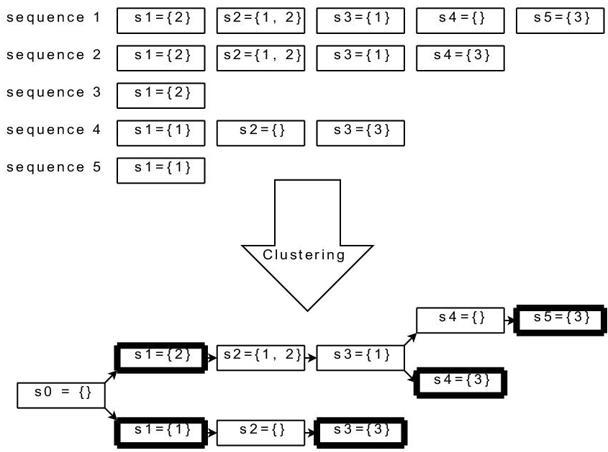 sequence 1 s1={2} s2={1, 2} s3={1} s4={} s5={3}
sequence 2 s1={2} s2={1, 2} s3={1} s4={3}
sequence 3 s1={2}
sequence 4 s1={1} s2={} s3={3}
sequence 5 s1={1}
Clustering
s4={} s5={3}
s1={2} s2={1, 2} s3={1}
s4={3}
s0 = {}
s1={1} s2={} s3={3}